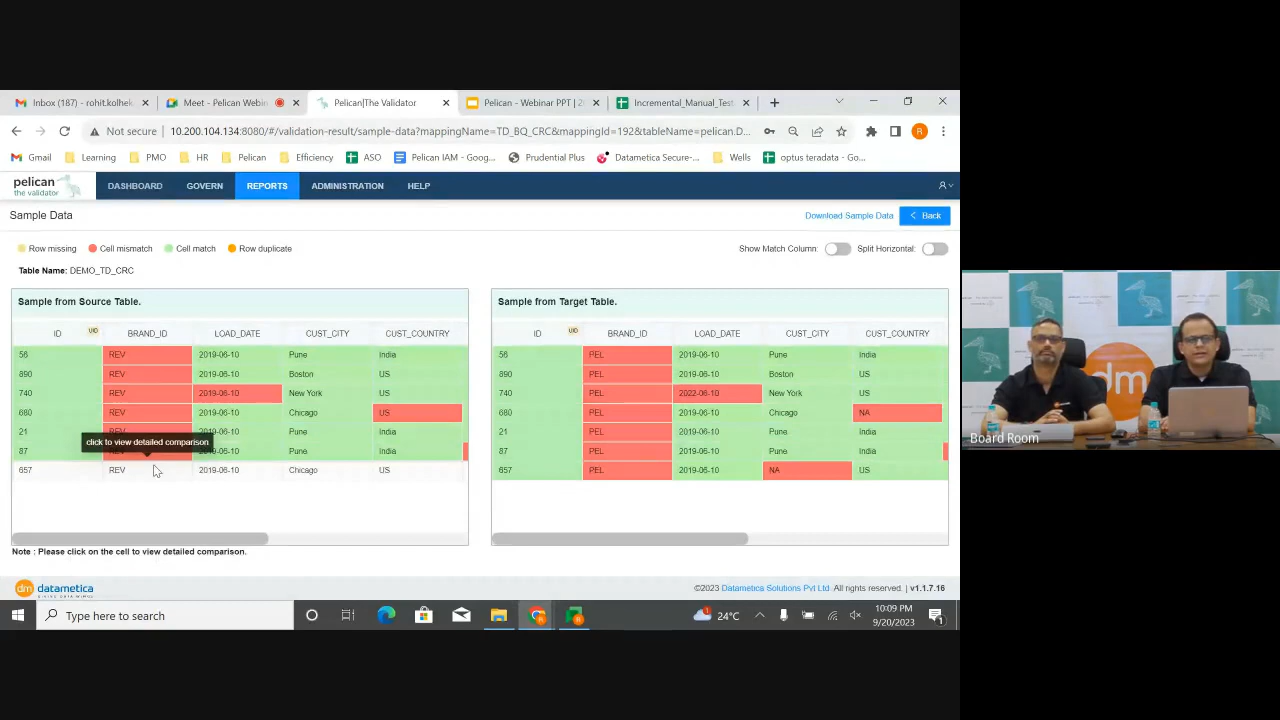 Inbox (187) - rohit.kolhek
Meet - Pelican Webin
Pelican|The Validator
Pelican - Webinar PPT | 2
Incremental_Manual_Test
Not secure
10.200.104.134:8080/#/validation-result/sample-data?mappingName=TD_BQ_CRC&mappingId=192&tableName=pelican.D...
R
Gmail
Learning
PMO
HR
Pelican
Efficiency
ASO
Pelican IAM - Goog...
Prudential Plus
Datametica Secure-...
Wells
optus teradata - Go...
pelican
the validator
DASHBOARD
GOVERN
REPORTS
ADMINISTRATION
HELP
Sample Data
Download Sample Data
Back
Row missing
Cell mismatch
Cell match
Row duplicate
Show Match Column:
Split Horizontal:
Table Name: DEMO_TD_CRC
Sample from Source Table.
ID UID BRAND_ID LOAD_DATE CUST_CITY CUST_COUNTRY
56 REV 2019-06-10 Pune India
890 REV 2019-06-10 Boston US
740 REV 2019-06-10 New York US
680 REV 2019-06-10 Chicago US
21 REV 2019-06-10 Pune India
click to view detailed comparison
87 REV 2019-06-10 Pune India
657 REV 2019-06-10 Chicago US
Sample from Target Table.
ID UID BRAND_ID LOAD_DATE CUST_CITY CUST_COUNTRY
56 PEL 2019-06-10 Pune India
890 PEL 2019-06-10 Boston US
740 PEL 2022-06-10 New York US
680 PEL 2019-06-10 Chicago NA
21 PEL 2019-06-10 Pune India
87 PEL 2019-06-10 Pune India
657 PEL 2019-06-10 NA US
Note : Please click on the cell to view detailed comparison.
dm datametica
©2023 Datametica Solutions Pvt Ltd. All rights reserved. | v1.1.7.16
Type here to search
24°C
10:09 PM
9/20/2023
1
dm
Board Room